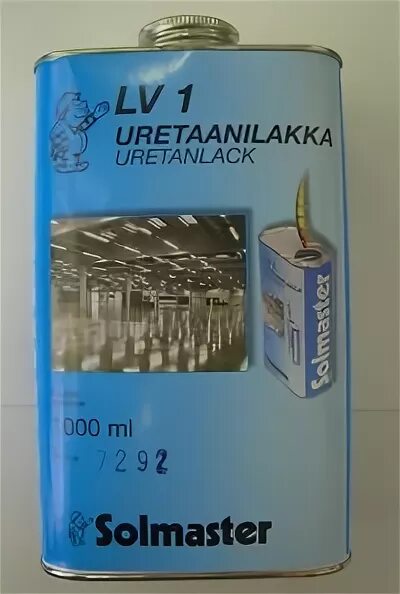 LV 1
URETAANILAKKA
URETANLACK
Solmaster
000 ml
7292
Solmaster